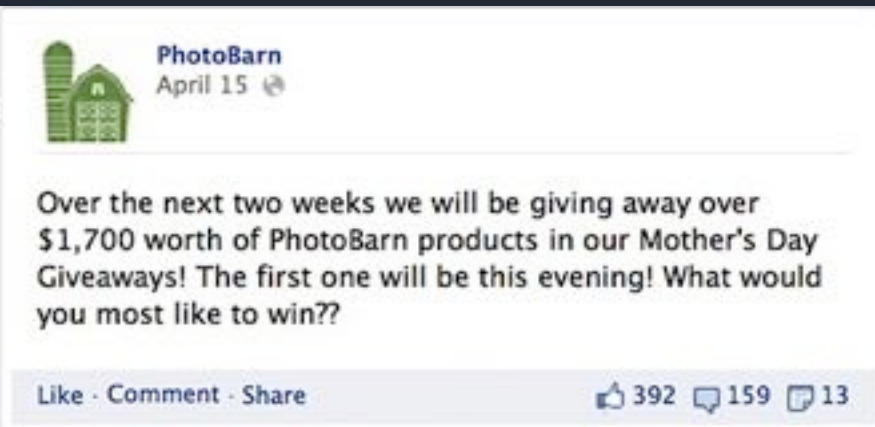 PhotoBarn
April 15
Over the next two weeks we will be giving away over
$1,700 worth of PhotoBarn products in our Mother's Day
Giveaways! The first one will be this evening! What would
you most like to win??
Like · Comment · Share 392 159 13